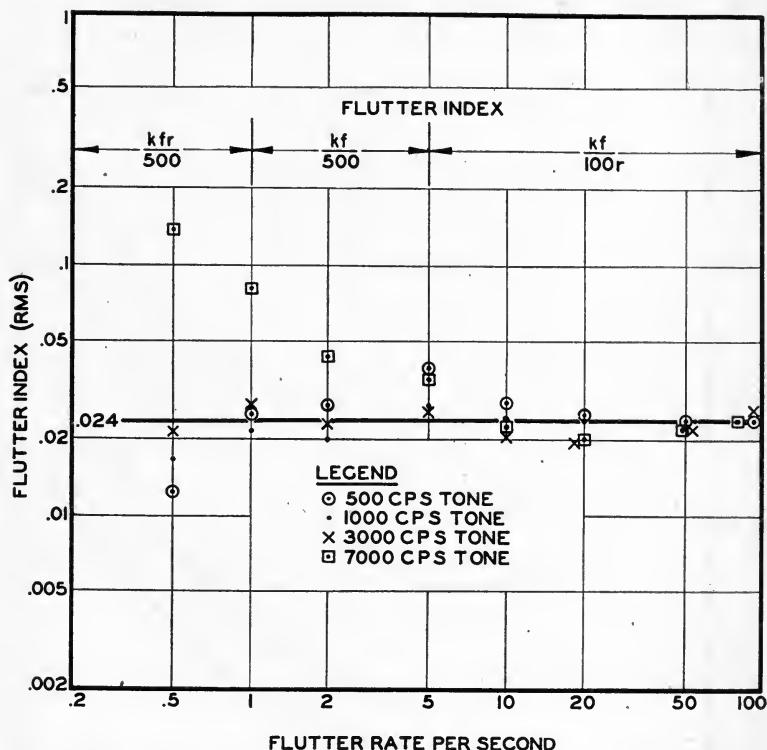 1
.5
FLUTTER INDEX
kfr
500
kf
500
kf
100r
.2
.1
.05
.024
.02
.01
.005
.002
FLUTTER INDEX (RMS)
LEGEND
500 CPS TONE
1000 CPS TONE
3000 CPS TONE
7000 CPS TONE
.2 .5 1 2 5 10 20 50 100
FLUTTER RATE PER SECOND